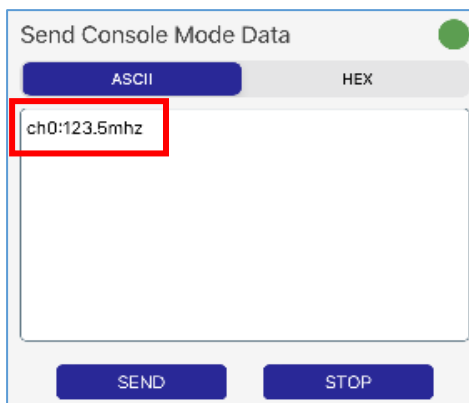 Send Console Mode Data
ASCII HEX
ch0:123.5mhz
SEND STOP